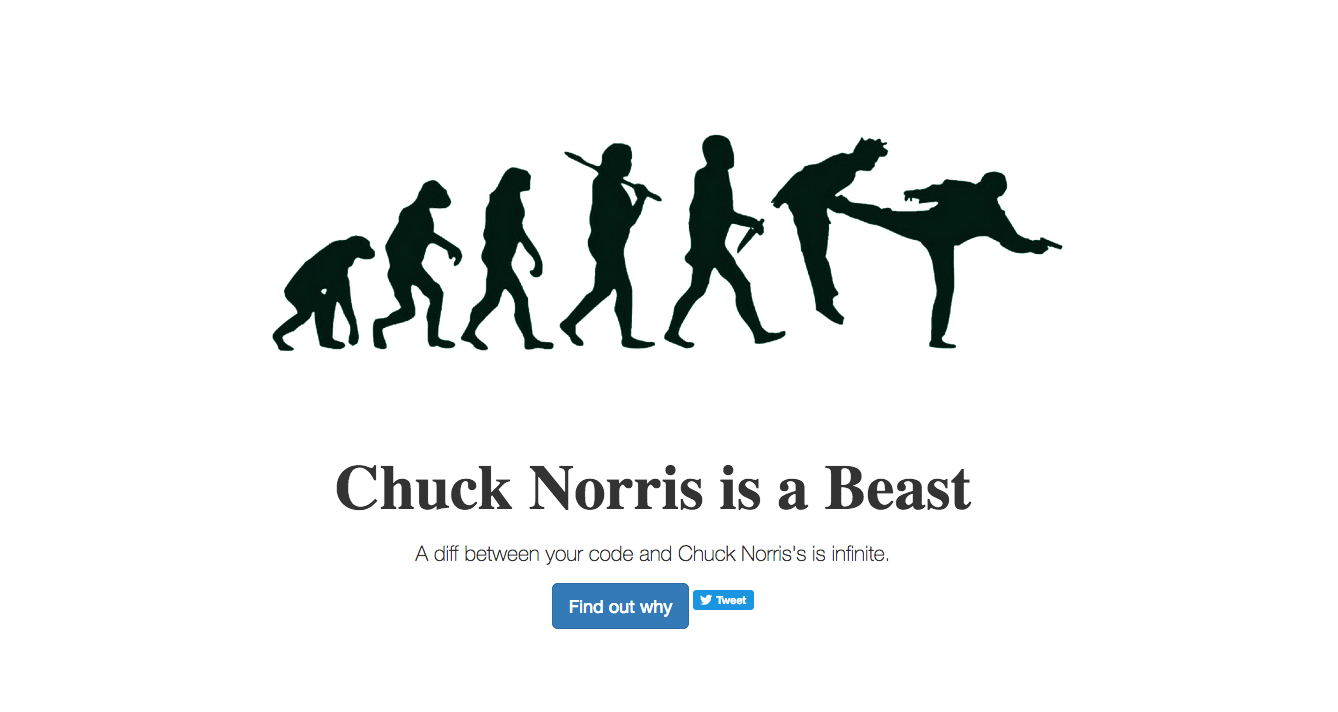 Chuck Norris is a Beast
A diff between your code and Chuck Norris's is infinite.
Find out why
Tweet